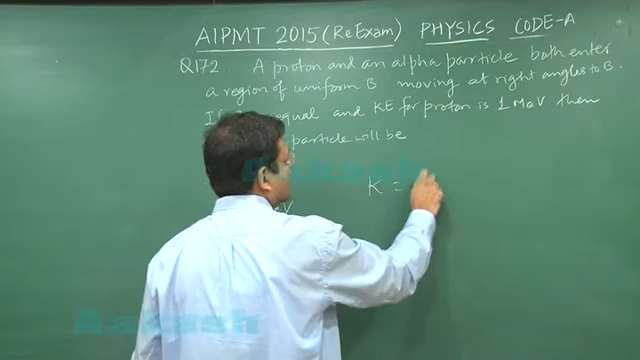 AIPMT 2015 (ReExam) PHYSICS CODE-A
Q172. A proton and an alpha particle both enter
a region of uniform B moving at right angles to B.
If equal and KE for proton is 1 MeV then
particle will be
Aakash
K =
Aakash